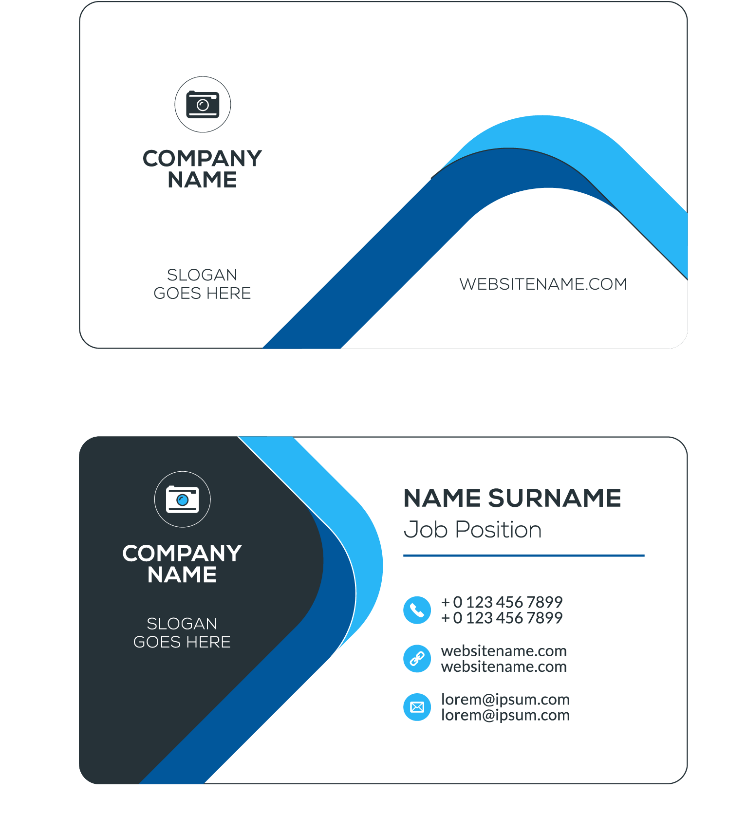 COMPANY
NAME
SLOGAN
GOES HERE
WEBSITENAME.COM
COMPANY
NAME
SLOGAN
GOES HERE
NAME SURNAME
Job Position
+ 0 123 456 7899
+ 0 123 456 7899
websitename.com
websitename.com
lorem@ipsum.com
lorem@ipsum.com